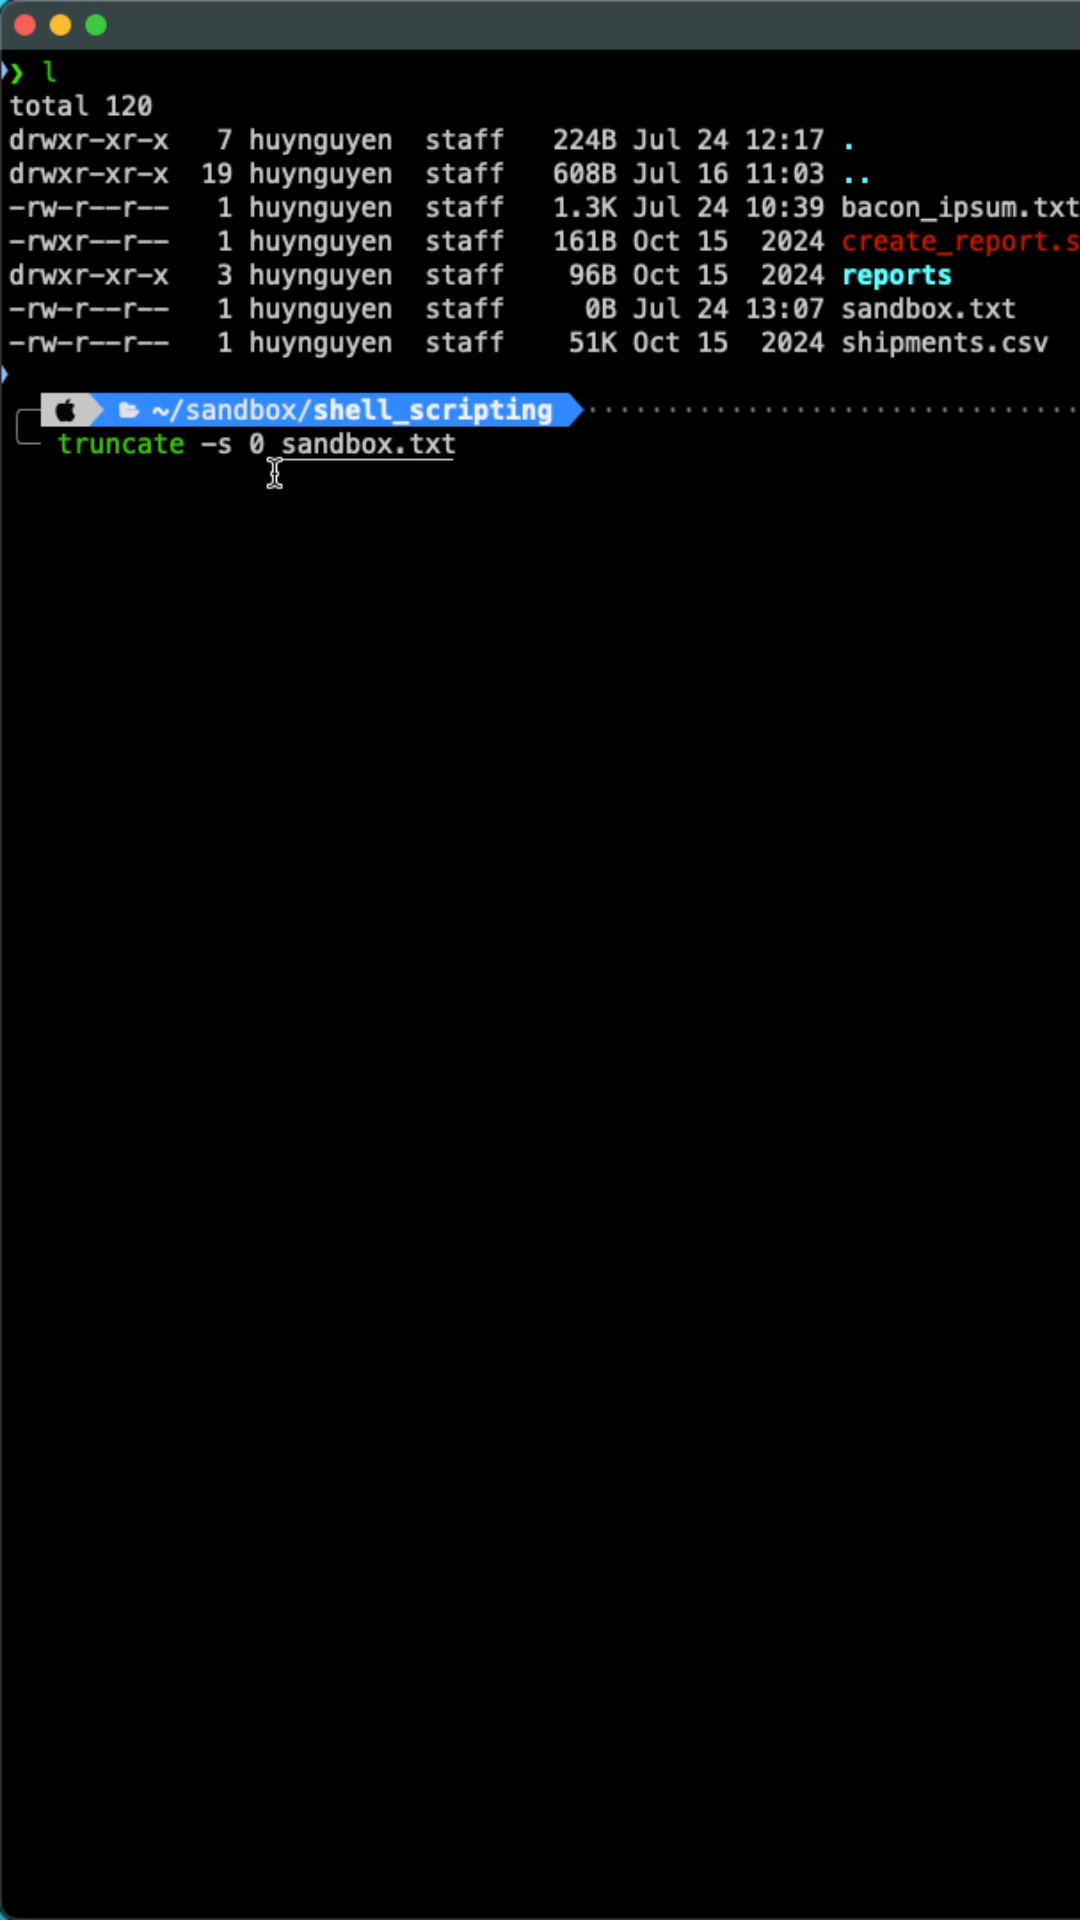 ❯ l
total 120
drwxr-xr-x   7 huynguyen  staff   224B Jul 24 12:17 .
drwxr-xr-x  19 huynguyen  staff   608B Jul 16 11:03 ..
-rw-r--r--   1 huynguyen  staff   1.3K Jul 24 10:39 bacon_ipsum.txt
-rwxr--r--   1 huynguyen  staff   161B Oct 15  2024 create_report.s
drwxr-xr-x   3 huynguyen  staff    96B Oct 15  2024 reports
-rw-r--r--   1 huynguyen  staff     0B Jul 24 13:07 sandbox.txt
-rw-r--r--   1 huynguyen  staff    51K Oct 15  2024 shipments.csv
~/sandbox/shell_scripting
truncate -s 0 sandbox.txt